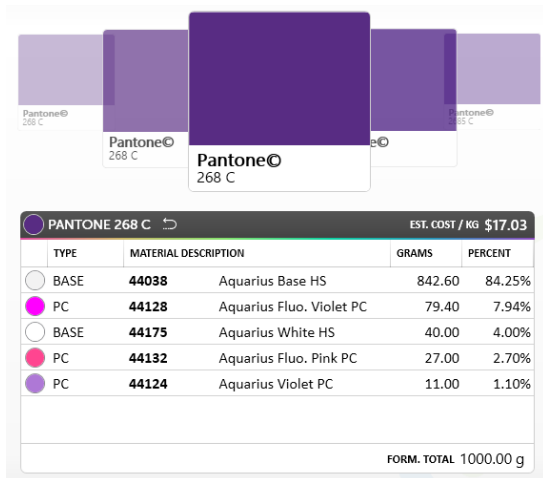 Pantone©
268 C
Pantone©
268 C
Pantone©
268 C
e©
antone©
85 C
PANTONE 268 C EST. COST / KG $17.03
TYPE MATERIAL DESCRIPTION GRAMS PERCENT
BASE 44038 Aquarius Base HS 842.60 84.25%
PC 44128 Aquarius Fluo. Violet PC 79.40 7.94%
BASE 44175 Aquarius White HS 40.00 4.00%
PC 44132 Aquarius Fluo. Pink PC 27.00 2.70%
PC 44124 Aquarius Violet PC 11.00 1.10%
FORM. TOTAL 1000.00 g